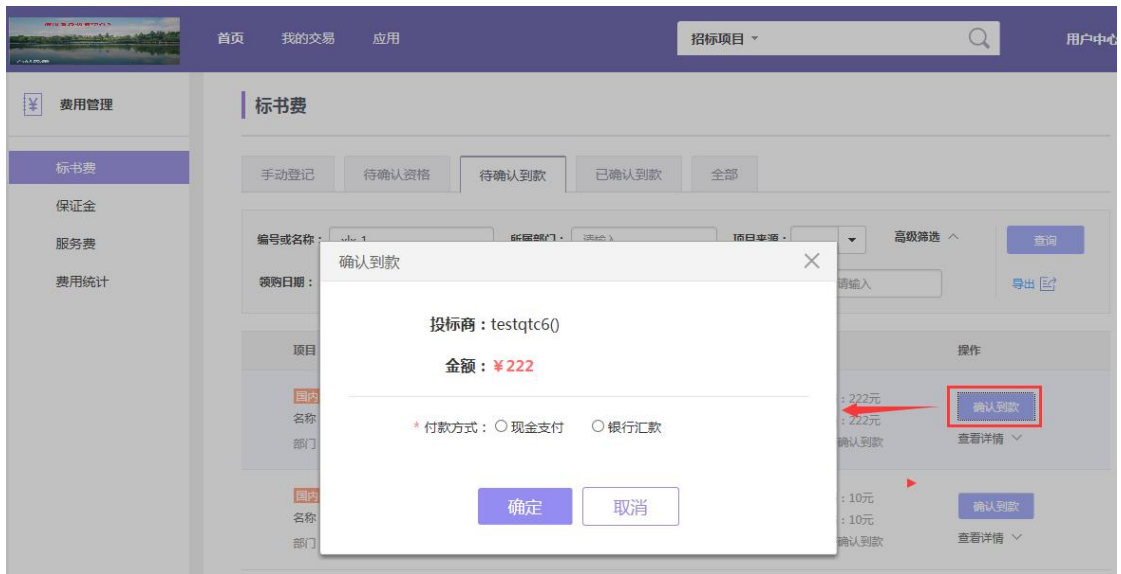 首页 我的交易 应用 招标项目 用户中心
费用管理
标书费
标书费
保证金
服务费
费用统计
手动登记 待确认资格 待确认到款 已确认到款 全部
编号或名称： 所属部门： 请输入 项目来源： 高级筛选 查询
领购日期： 请输入 导出
项目 操作
国内 ：222元 确认到款
名称 ：222元
部门 确认到款 查看详情
国内 ：10元 确认到款
名称 ：10元
部门 确认到款 查看详情
确认到款
投标商：testqtc6()
金额：¥222
* 付款方式： 现金支付 银行汇款
确定 取消